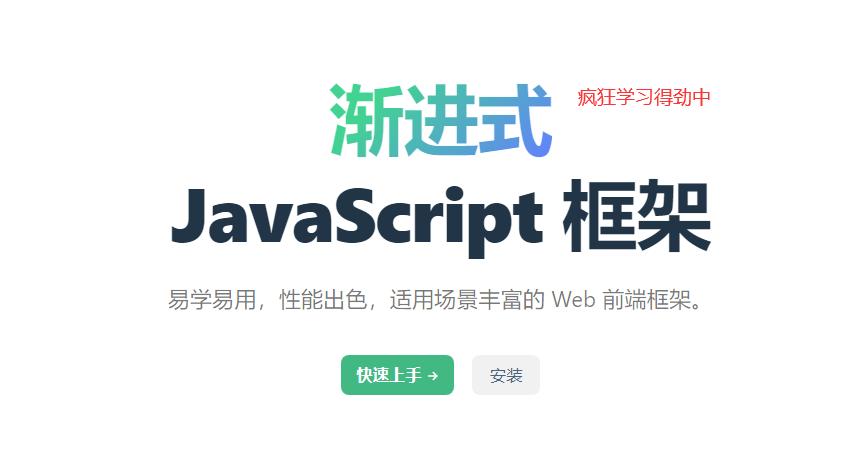 渐进式
疯狂学习得劲中
JavaScript 框架
易学易用，性能出色，适用场景丰富的 Web 前端框架。
快速上手 →
安装